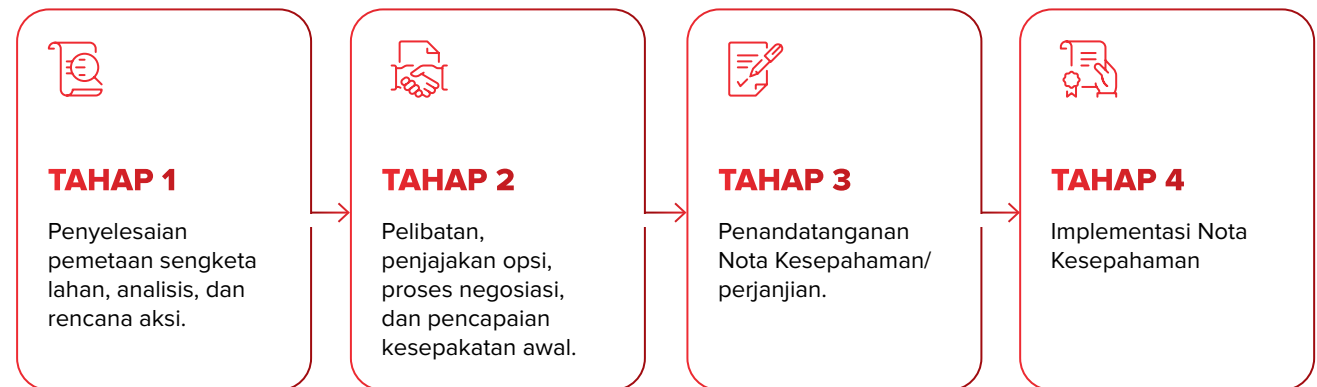 TAHAP 1
Penyelesaian
pemetaan sengketa
lahan, analisis, dan
rencana aksi.
TAHAP 2
Pelibatan,
penjajakan opsi,
proses negosiasi,
dan pencapaian
kesepakatan awal.
TAHAP 3
Penandatanganan
Nota Kesepahaman/
perjanjian.
TAHAP 4
Implementasi Nota
Kesepahaman